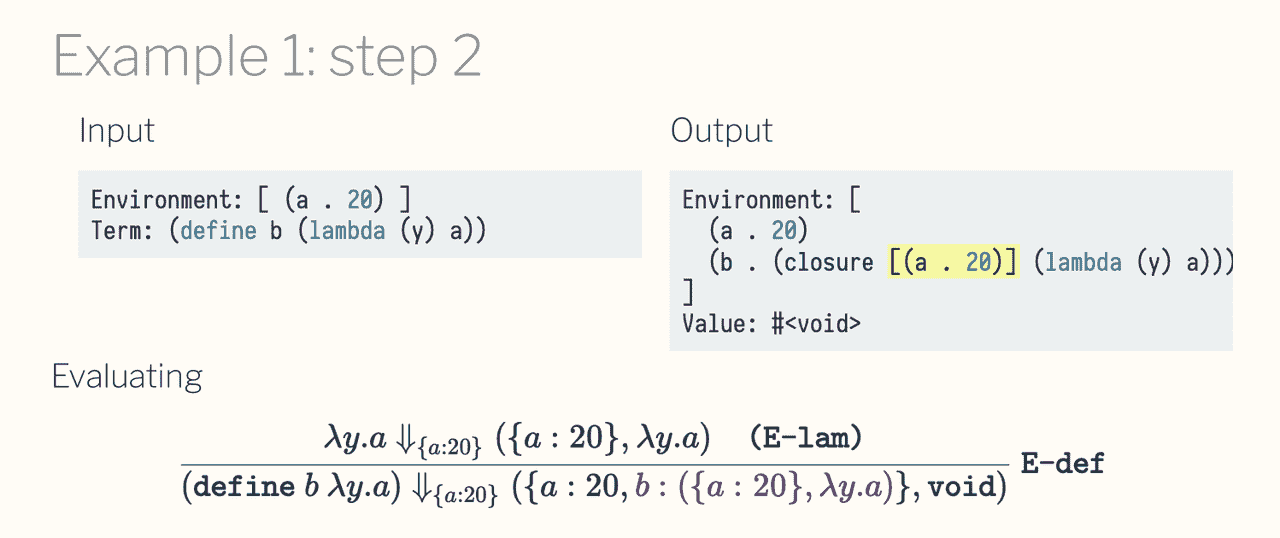 Example 1: step 2
Input
Environment: [ (a . 20) ]
Term: (define b (lambda (y) a))
Output
Environment: [
(a . 20)
(b . (closure [(a . 20)] (lambda (y) a)))
]
Value: #<void>
Evaluating
λy.a ⇓{a:20} ({a : 20}, λy.a) (E-lam)
(define b λy.a) ⇓{a:20} ({a : 20, b : ({a : 20}, λy.a)}, void) E-def